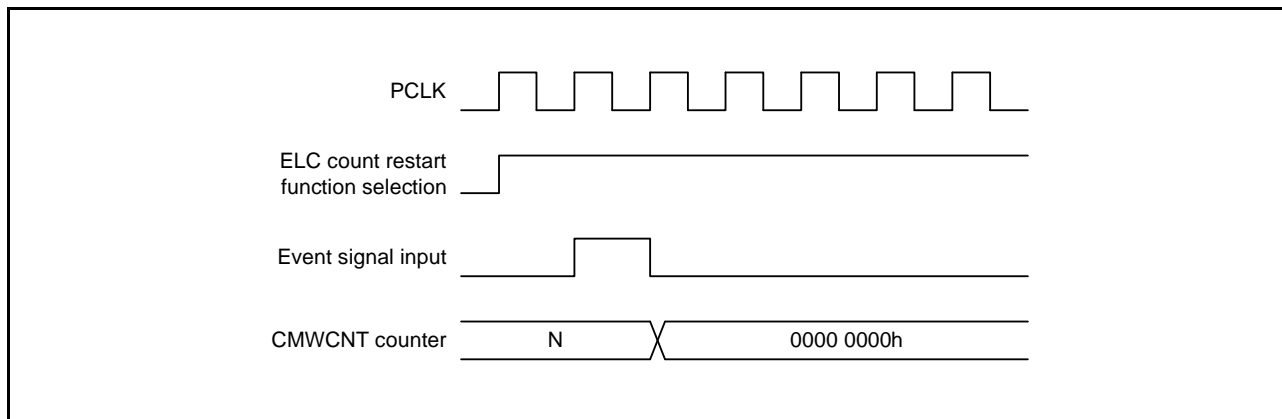 PCLK
ELC count restart
function selection
Event signal input
CMWCNT counter
N
0000 0000h